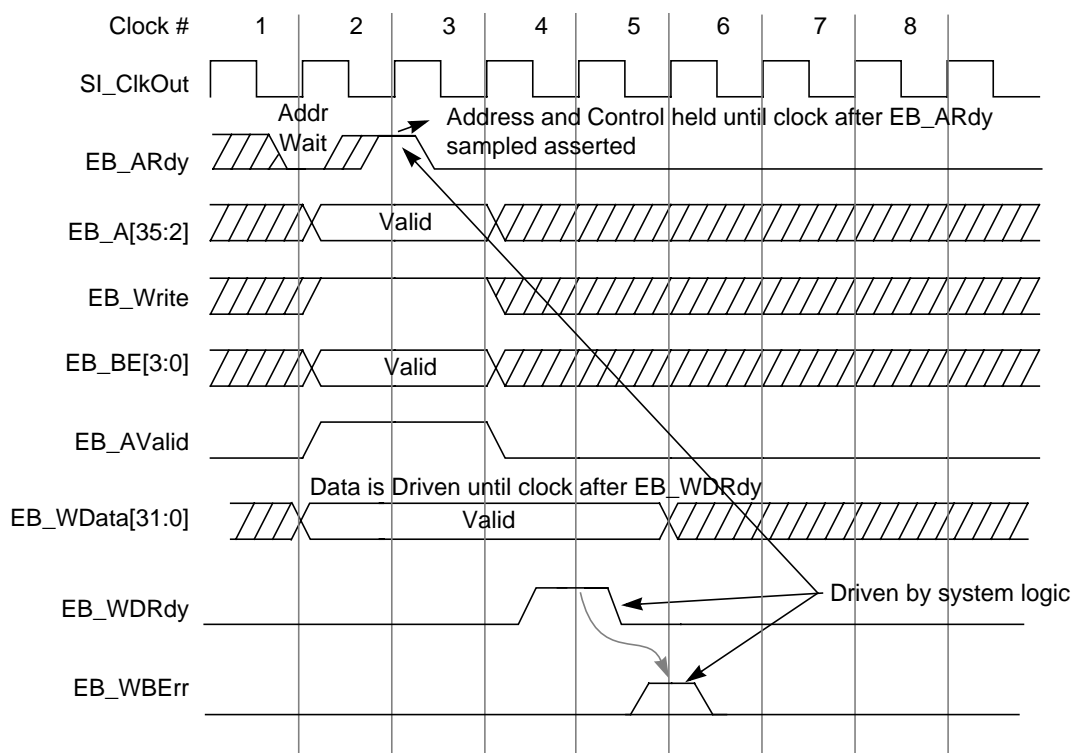 Clock # 1 2 3 4 5 6 7 8
SI_ClkOut
Addr
Wait
Address and Control held until clock after EB_ARdy
sampled asserted
EB_ARdy
EB_A[35:2]
Valid
EB_Write
EB_BE[3:0]
Valid
EB_AValid
Data is Driven until clock after EB_WDRdy
EB_WData[31:0]
Valid
EB_WDRdy
Driven by system logic
EB_WBErr